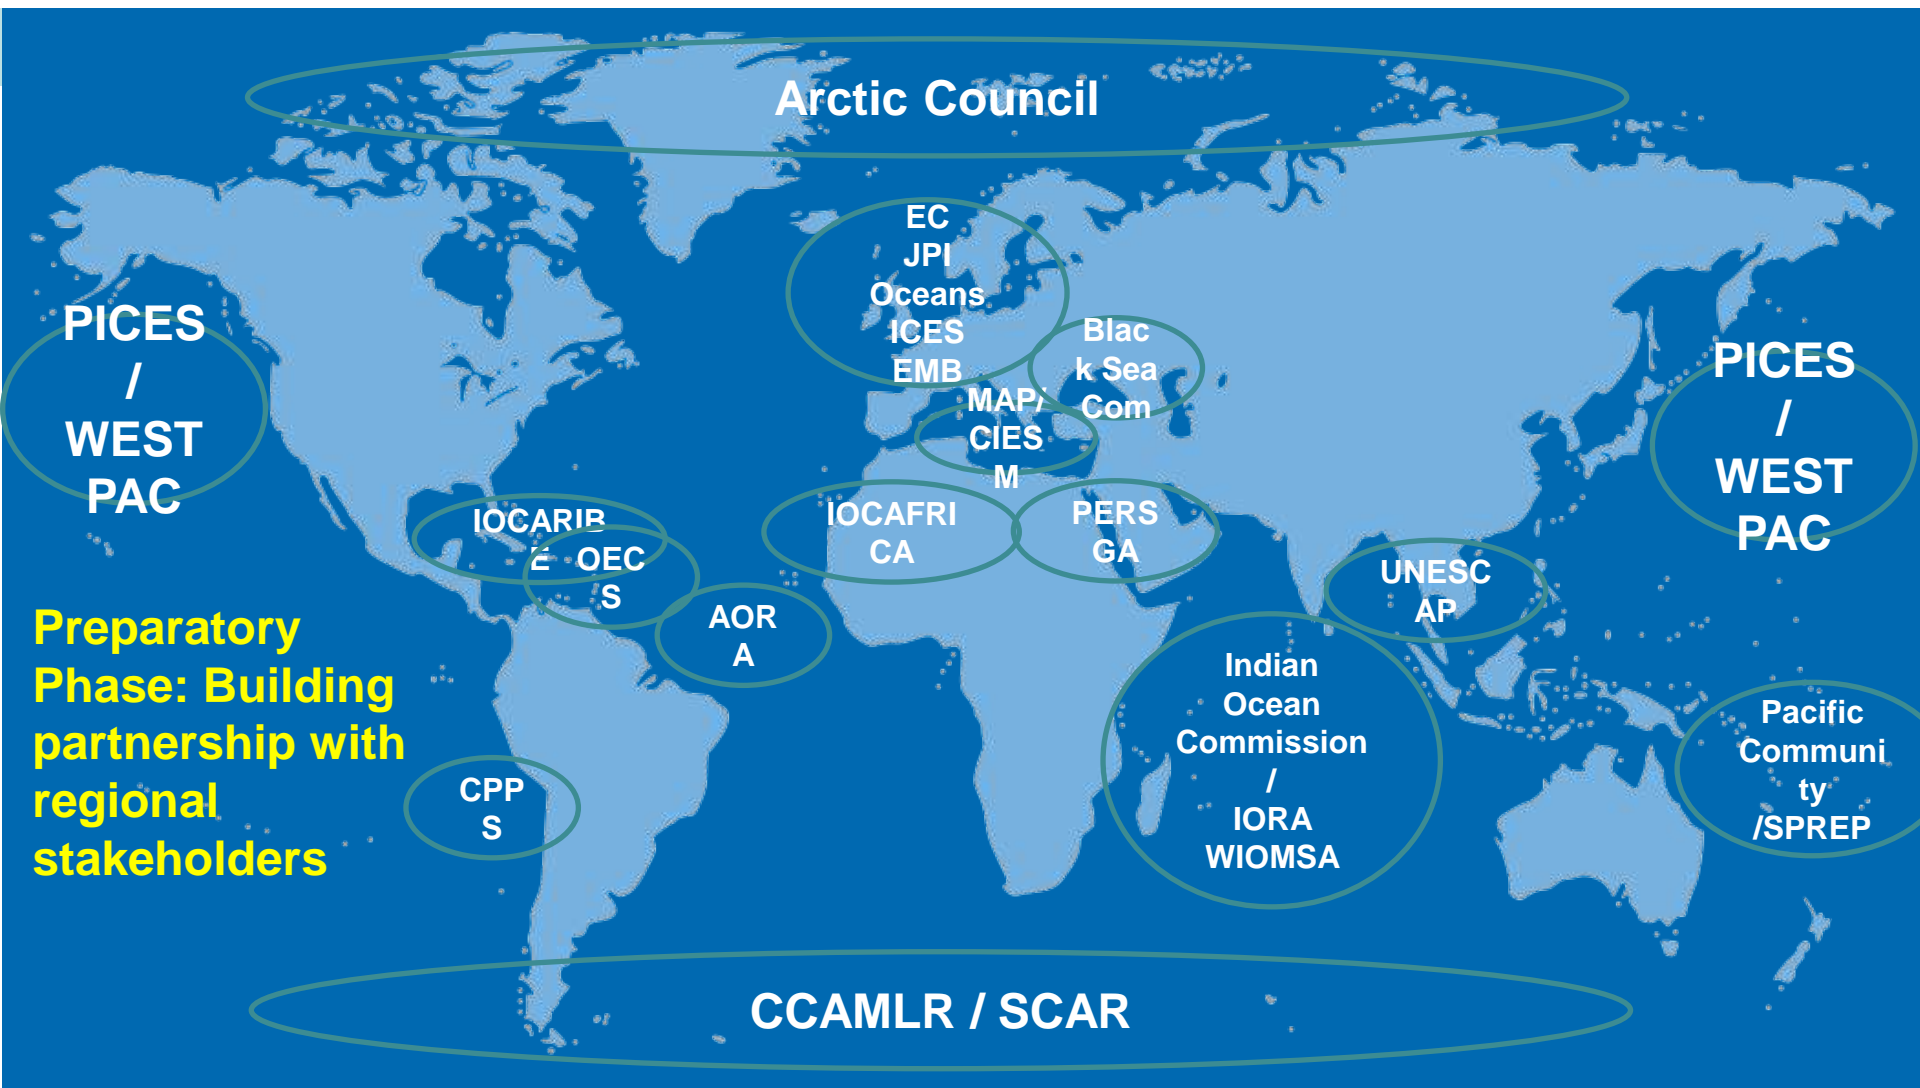 Arctic Council
EC
JPI
Oceans
ICES
EMB
Blac
k Sea
Com
MAP/
CIES
M
PICES
/
WEST
PAC
PICES
/
WEST
PAC
IOCARIB
E
OEC
S
IOCAFRI
CA
PERS
GA
UNESC
AP
AOR
A
Preparatory
Phase: Building
partnership with
regional
stakeholders
Indian
Ocean
Commission
/
IORA
WIOMSA
Pacific
Communi
ty
/SPREP
CPP
S
CCAMLR / SCAR